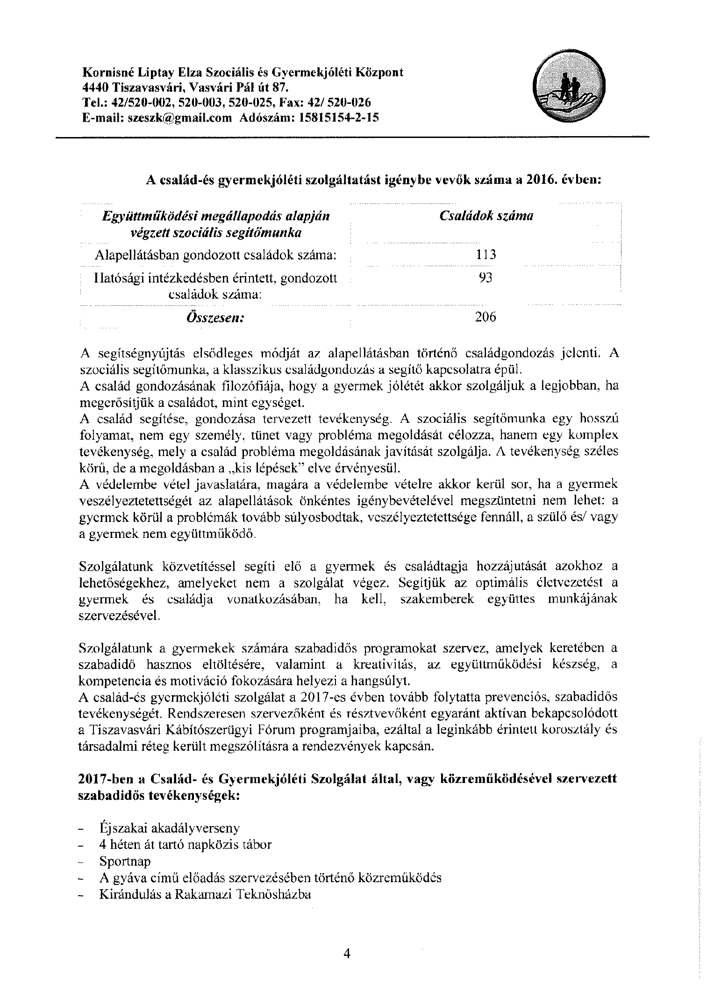 Kornisné Liptay Elza Szociális és Gyermekjóléti Központ
4440 Tiszavasvári, Vasvári Pál út 87.
Tel.: 42/520-002, 520-003, 520-025, Fax: 42/ 520-026
E-mail: szeszk@gmail.com Adószám: 15815154-2-15
A család-és gyermekjóléti szolgáltatást igénybe vevők száma a 2016. évben:
Együttműködési megállapodás alapján Családok száma
végzett szociális segítőmunka
Alapellátásban gondozott családok száma: 113
Hatósági intézkedésben érintett, gondozott 93
családok száma:
Összesen: 206
A segítségnyújtás elsődleges módját az alapellátásban történő családgondozás jelenti. A
szociális segítőmunka, a klasszikus családgondozás a segítő kapcsolatra épül.
A család gondozásának filozófiája, hogy a gyermek jólétét akkor szolgáljuk a legjobban, ha
megerősítjük a családot, mint egységet.
A család segítése, gondozása tervezett tevékenység. A szociális segítőmunka egy hosszú
folyamat, nem egy személy, tünet vagy probléma megoldását célozza, hanem egy komplex
tevékenység, mely a család probléma megoldásának javítását szolgálja. A tevékenység széles
körű, de a megoldásban a „kis lépések” elve érvényesül.
A védelembe vétel javaslatára, magára a védelembe vételre akkor kerül sor, ha a gyermek
veszélyeztetettségét az alapellátások önkéntes igénybevételével megszüntetni nem lehet: a
gyermek körül a problémák tovább súlyosbodtak, veszélyeztetettsége fennáll, a szülő és/ vagy
a gyermek nem együttműködő.
Szolgálatunk közvetítéssel segíti elő a gyermek és családtagja hozzájutását azokhoz a
lehetőségekhez, amelyeket nem a szolgálat végez. Segítjük az optimális életvezetést a
gyermek és családja vonatkozásában, ha kell, szakemberek együttes munkájának
szervezésével.
Szolgálatunk a gyermekek számára szabadidős programokat szervez, amelyek keretében a
szabadidő hasznos eltöltésére, valamint a kreativitás, az együttműködési készség, a
kompetencia és motiváció fokozására helyezi a hangsúlyt.
A család-és gyermekjóléti szolgálat a 2017-es évben tovább folytatta prevenciós, szabadidős
tevékenységét. Rendszeresen szervezőként és résztvevőként egyaránt aktívan bekapcsolódott
a Tiszavasvári Kábítószerügyi Fórum programjaiba, ezáltal a leginkább érintett korosztály és
társadalmi réteg került megszólításra a rendezvények kapcsán.
2017-ben a Család- és Gyermekjóléti Szolgálat által, vagy közreműködésével szervezett
szabadidős tevékenységek:
- Éjszakai akadályverseny
- 4 héten át tartó napközis tábor
- Sportnap
- A gyáva című előadás szervezésében történő közreműködés
- Kirándulás a Rakamazi Teknősházba
4